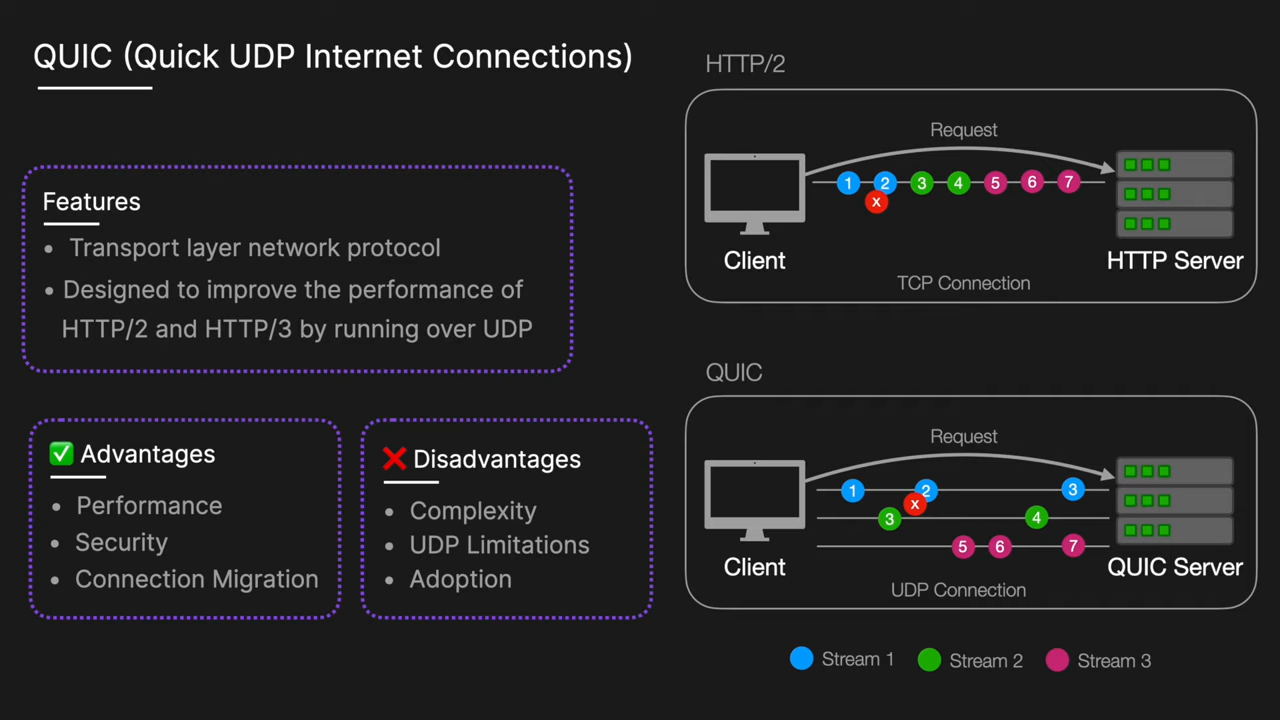 QUIC (Quick UDP Internet Connections)
Features
• Transport layer network protocol
• Designed to improve the performance of
HTTP/2 and HTTP/3 by running over UDP
✅ Advantages
• Performance
• Security
• Connection Migration
❌ Disadvantages
• Complexity
• UDP Limitations
• Adoption
HTTP/2
Request
1 2 3 4 5 6 7
x
Client
HTTP Server
TCP Connection
QUIC
Request
1 2 3
x
3 4
5 6 7
Client
QUIC Server
UDP Connection
Stream 1 Stream 2 Stream 3